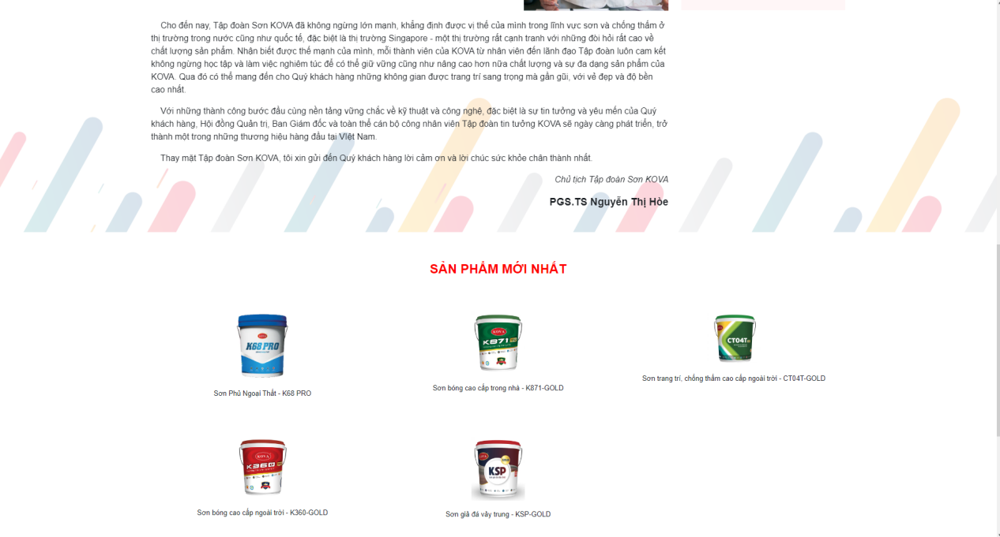 Cho đến nay, Tập đoàn Sơn KOVA đã không ngừng lớn mạnh, khẳng định được vị thế của mình trong lĩnh vực sơn và chống thấm ở
thị trường trong nước cũng như quốc tế, đặc biệt là thị trường Singapore - một thị trường rất cạnh tranh với những đòi hỏi rất cao về
chất lượng sản phẩm. Nhận biết được thế mạnh của mình, mỗi thành viên của KOVA từ nhân viên đến lãnh đạo Tập đoàn luôn cam kết
không ngừng học tập và làm việc nghiêm túc để có thể giữ vững cũng như nâng cao hơn nữa chất lượng và sự đa dạng sản phẩm của
KOVA. Qua đó có thể mang đến cho Quý khách hàng những không gian được trang trí sang trọng mà gần gũi, với vẻ đẹp và độ bền
cao nhất.
Với những thành công bước đầu cùng nền tảng vững chắc về kỹ thuật và công nghệ, đặc biệt là sự tin tưởng và yêu mến của Quý
khách hàng, Hội đồng Quản trị, Ban Giám đốc và toàn thể cán bộ công nhân viên Tập đoàn tin tưởng KOVA sẽ ngày càng phát triển, trở
thành một trong những thương hiệu hàng đầu tại Việt Nam.
Thay mặt Tập đoàn Sơn KOVA, tôi xin gửi đến Quý khách hàng lời cảm ơn và lời chúc sức khỏe chân thành nhất.
Chủ tịch Tập đoàn Sơn KOVA
PGS.TS Nguyễn Thị Hòe
SẢN PHẨM MỚI NHẤT
K68 PRO
KOVA
K871
CT04T
Sơn Phủ Ngoại Thất - K68 PRO
Sơn bóng cao cấp trong nhà - K871-GOLD
Sơn trang trí, chống thấm cao cấp ngoài trời - CT04T-GOLD
KOVA
K360
KSP
Sơn bóng cao cấp ngoài trời - K360-GOLD
Sơn giả đá vảy trung - KSP-GOLD